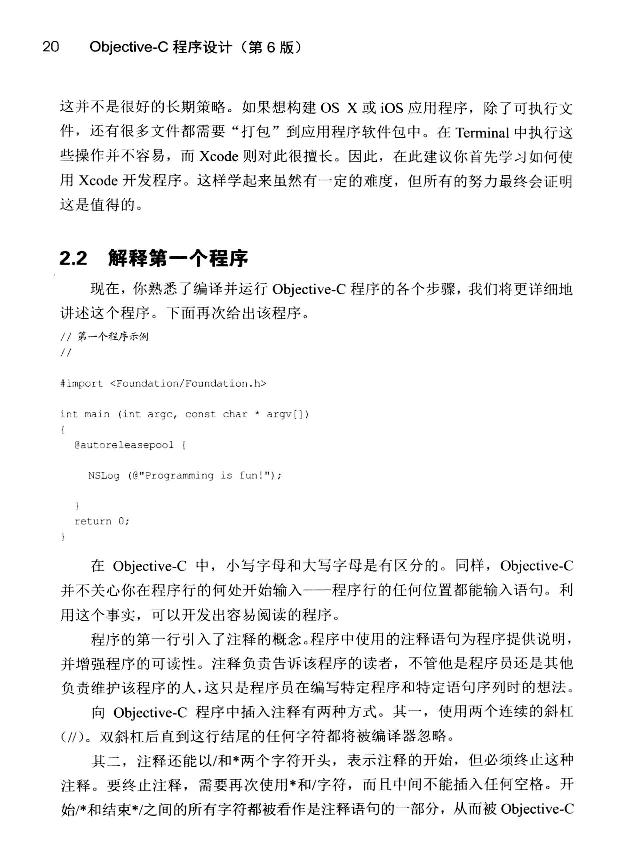 20 Objective-C 程序设计（第 6 版）
这并不是很好的长期策略。如果想构建 OS X 或 iOS 应用程序，除了可执行文
件，还有很多文件都需要“打包”到应用程序软件包中。在 Terminal 中执行这
些操作并不容易，而 Xcode 则对此很擅长。因此，在此建议你首先学习如何使
用 Xcode 开发程序。这样学起来虽然有一定的难度，但所有的努力最终会证明
这是值得的。
2.2 解释第一个程序
现在，你熟悉了编译并运行 Objective-C 程序的各个步骤，我们将更详细地
讲述这个程序。下面再次给出该程序。
// 第一个程序示例
//
#import <Foundation/Foundation.h>
int main (int argc, const char * argv[])
{
@autoreleasepool {
NSLog (@"Programming is fun!");
}
return 0;
}
在 Objective-C 中，小写字母和大写字母是有区分的。同样，Objective-C
并不关心你在程序行的何处开始输入——程序行的任何位置都能输入语句。利
用这个事实，可以开发出容易阅读的程序。
程序的第一行引入了注释的概念。程序中使用的注释语句为程序提供说明，
并增强程序的可读性。注释负责告诉该程序的读者，不管他是程序员还是其他
负责维护该程序的人，这只是程序员在编写特定程序和特定语句序列时的想法。
向 Objective-C 程序中插入注释有两种方式。其一，使用两个连续的斜杠
（//）。双斜杠后直到这行结尾的任何字符都将被编译器忽略。
其二，注释还能以/和*两个字符开头，表示注释的开始，但必须终止这种
注释。要终止注释，需要再次使用*和/字符，而且中间不能插入任何空格。开
始/*和结束*/之间的所有字符都被看作是注释语句的一部分，从而被 Objective-C